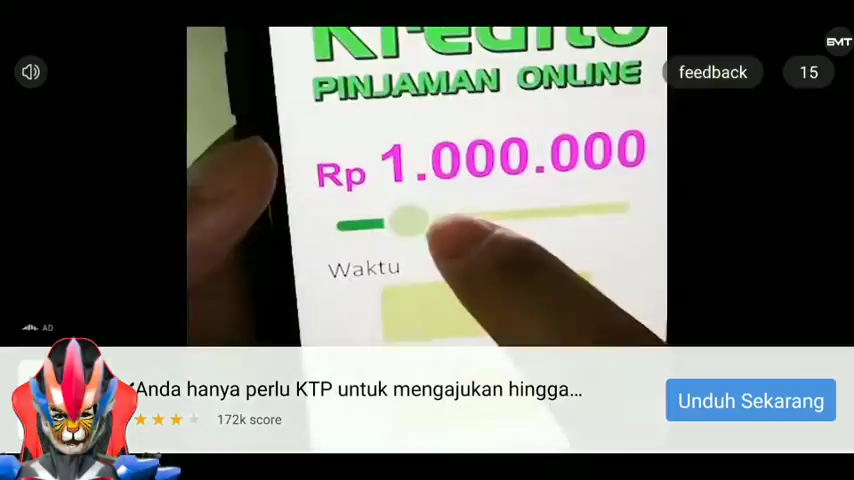 EMT
feedback
15
Kredito
PINJAMAN ONLINE
Rp 1.000.000
Waktu
AD
Anda hanya perlu KTP untuk mengajukan hingga...
172k score
Unduh Sekarang